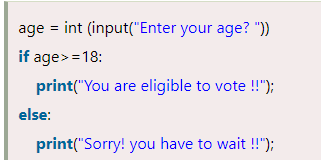 age = int (input("Enter your age? "))
if age>=18:
    print("You are eligible to vote !!");
else:
    print("Sorry! you have to wait !!");